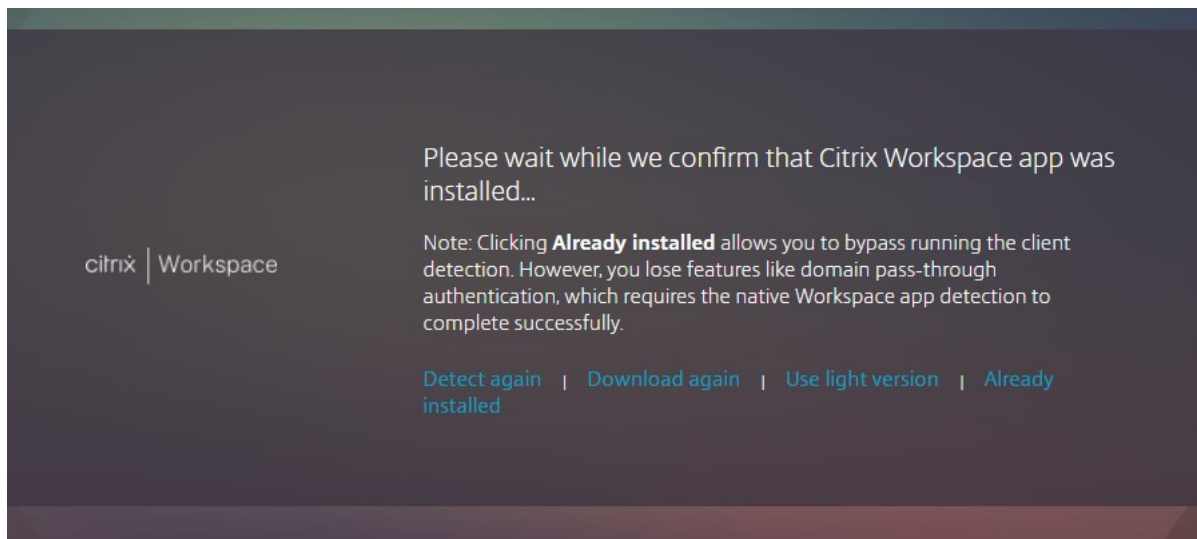 Please wait while we confirm that Citrix Workspace app was
installed...
Note: Clicking Already installed allows you to bypass running the client
detection. However, you lose features like domain pass-through
authentication, which requires the native Workspace app detection to
complete successfully.
citrix | Workspace
Detect again | Download again | Use light version | Already
installed